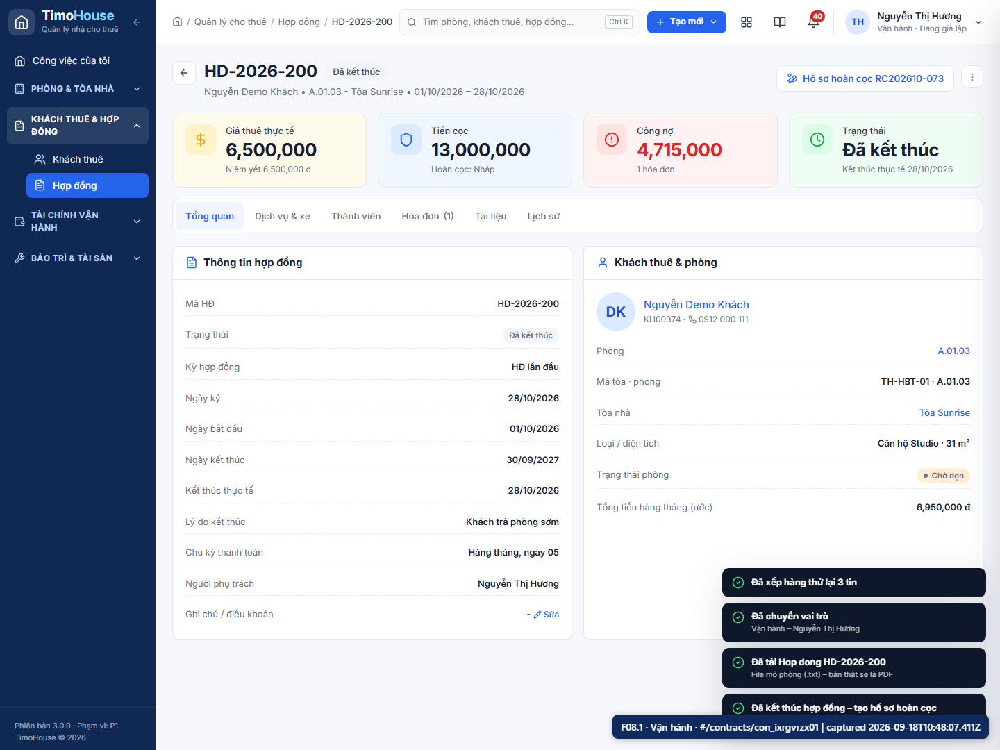 TimoHouse
Quản lý nhà cho thuê
Công việc của tôi
PHÒNG & TÒA NHÀ
KHÁCH THUÊ & HỢP ĐỒNG
Khách thuê
Hợp đồng
TÀI CHÍNH VẬN HÀNH
BẢO TRÌ & TÀI SẢN
Phiên bản 3.0.0 · Phạm vi: P1
TimoHouse © 2026
/ Quản lý cho thuê / Hợp đồng / HD-2026-200
Tìm phòng, khách thuê, hợp đồng...
Ctrl K
Tạo mới
40
TH
Nguyễn Thị Hương
Vận hành · Đang giả lập
HD-2026-200
Đã kết thúc
Nguyễn Demo Khách • A.01.03 - Tòa Sunrise • 01/10/2026 – 28/10/2026
Hồ sơ hoàn cọc RC202610-073
Giá thuê thực tế
6,500,000
Niêm yết 6,500,000 đ
Tiền cọc
13,000,000
Hoàn cọc: Nháp
Công nợ
4,715,000
1 hóa đơn
Trạng thái
Đã kết thúc
Kết thúc thực tế 28/10/2026
Tổng quan
Dịch vụ & xe
Thành viên
Hóa đơn (1)
Tài liệu
Lịch sử
Thông tin hợp đồng
Mã HĐ
HD-2026-200
Trạng thái
Đã kết thúc
Kỳ hợp đồng
HĐ lần đầu
Ngày ký
28/10/2026
Ngày bắt đầu
01/10/2026
Ngày kết thúc
30/09/2027
Kết thúc thực tế
28/10/2026
Lý do kết thúc
Khách trả phòng sớm
Chu kỳ thanh toán
Hàng tháng, ngày 05
Người phụ trách
Nguyễn Thị Hương
Ghi chú / điều khoản
- Sửa
Khách thuê & phòng
DK
Nguyễn Demo Khách
KH00374 · 0912 000 111
Phòng
A.01.03
Mã tòa · phòng
TH-HBT-01 · A.01.03
Tòa nhà
Tòa Sunrise
Loại / diện tích
Căn hộ Studio · 31 m²
Trạng thái phòng
Chờ dọn
Tổng tiền hàng tháng (ước)
6,950,000 đ
Đã xếp hàng thử lại 3 tin
Đã chuyển vai trò
Vận hành – Nguyễn Thị Hương
Đã tải Hop dong HD-2026-200
File mô phỏng (.txt) – bản thật sẽ là PDF
Đã kết thúc hợp đồng – tạo hồ sơ hoàn cọc
F08.1 · Vận hành · #/contracts/con_ixrgvrzx01 | captured 2026-09-18T10:48:07.411Z